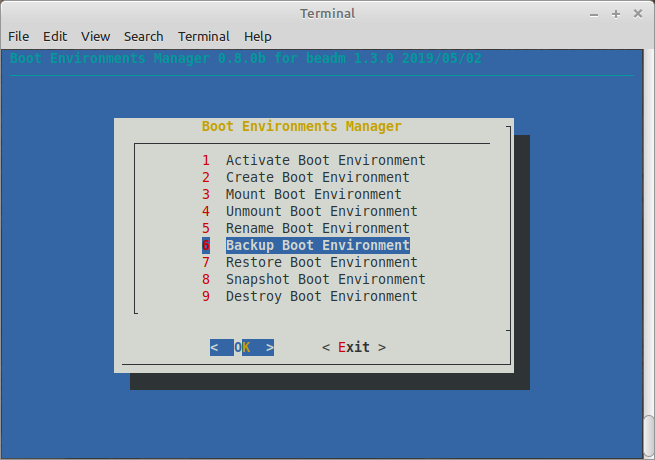 Terminal
File Edit View Search Terminal Help
Boot Environments Manager 0.8.0b for beadm 1.3.0 2019/05/02
Boot Environments Manager
1 Activate Boot Environment
2 Create Boot Environment
3 Mount Boot Environment
4 Unmount Boot Environment
5 Rename Boot Environment
6 Backup Boot Environment
7 Restore Boot Environment
8 Snapshot Boot Environment
9 Destroy Boot Environment
< OK > < Exit >